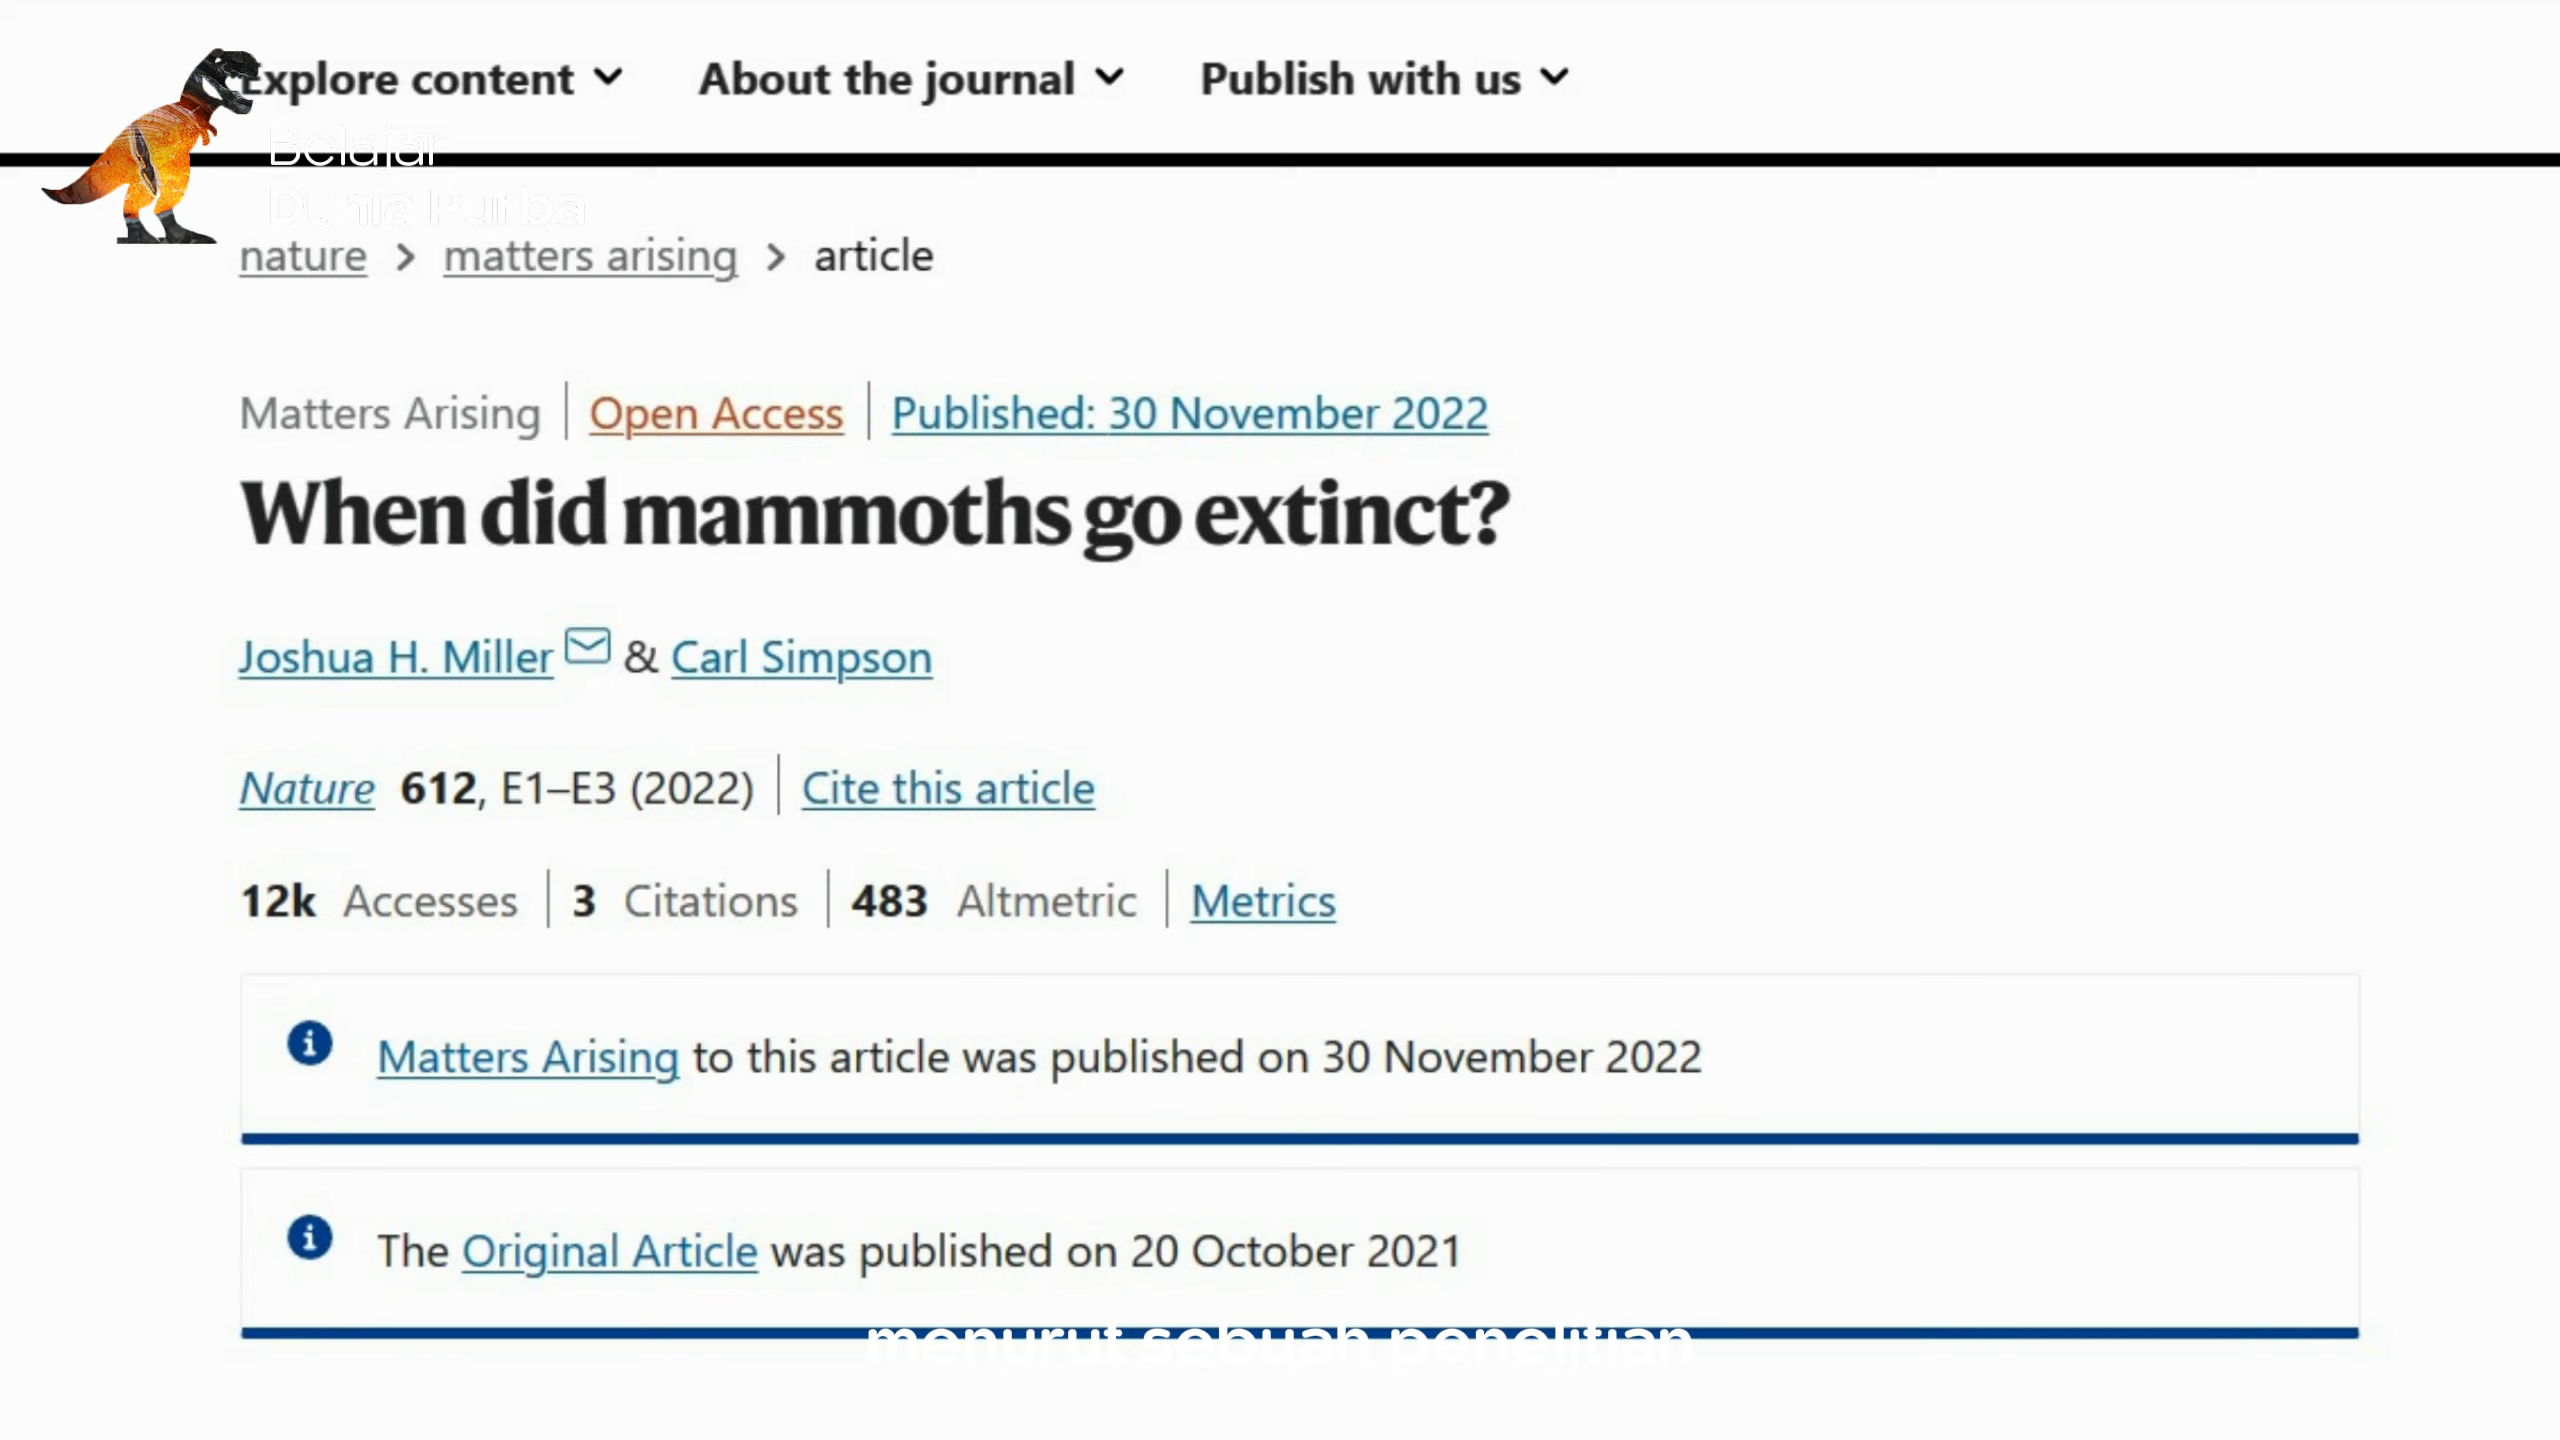 Explore content
About the journal
Publish with us
Belajar
Dunia Purba
nature > matters arising > article
Matters Arising | Open Access | Published: 30 November 2022
When did mammoths go extinct?
Joshua H. Miller & Carl Simpson
Nature 612, E1–E3 (2022) | Cite this article
12k Accesses | 3 Citations | 483 Altmetric | Metrics
Matters Arising to this article was published on 30 November 2022
The Original Article was published on 20 October 2021
menurut sebuah penelitian